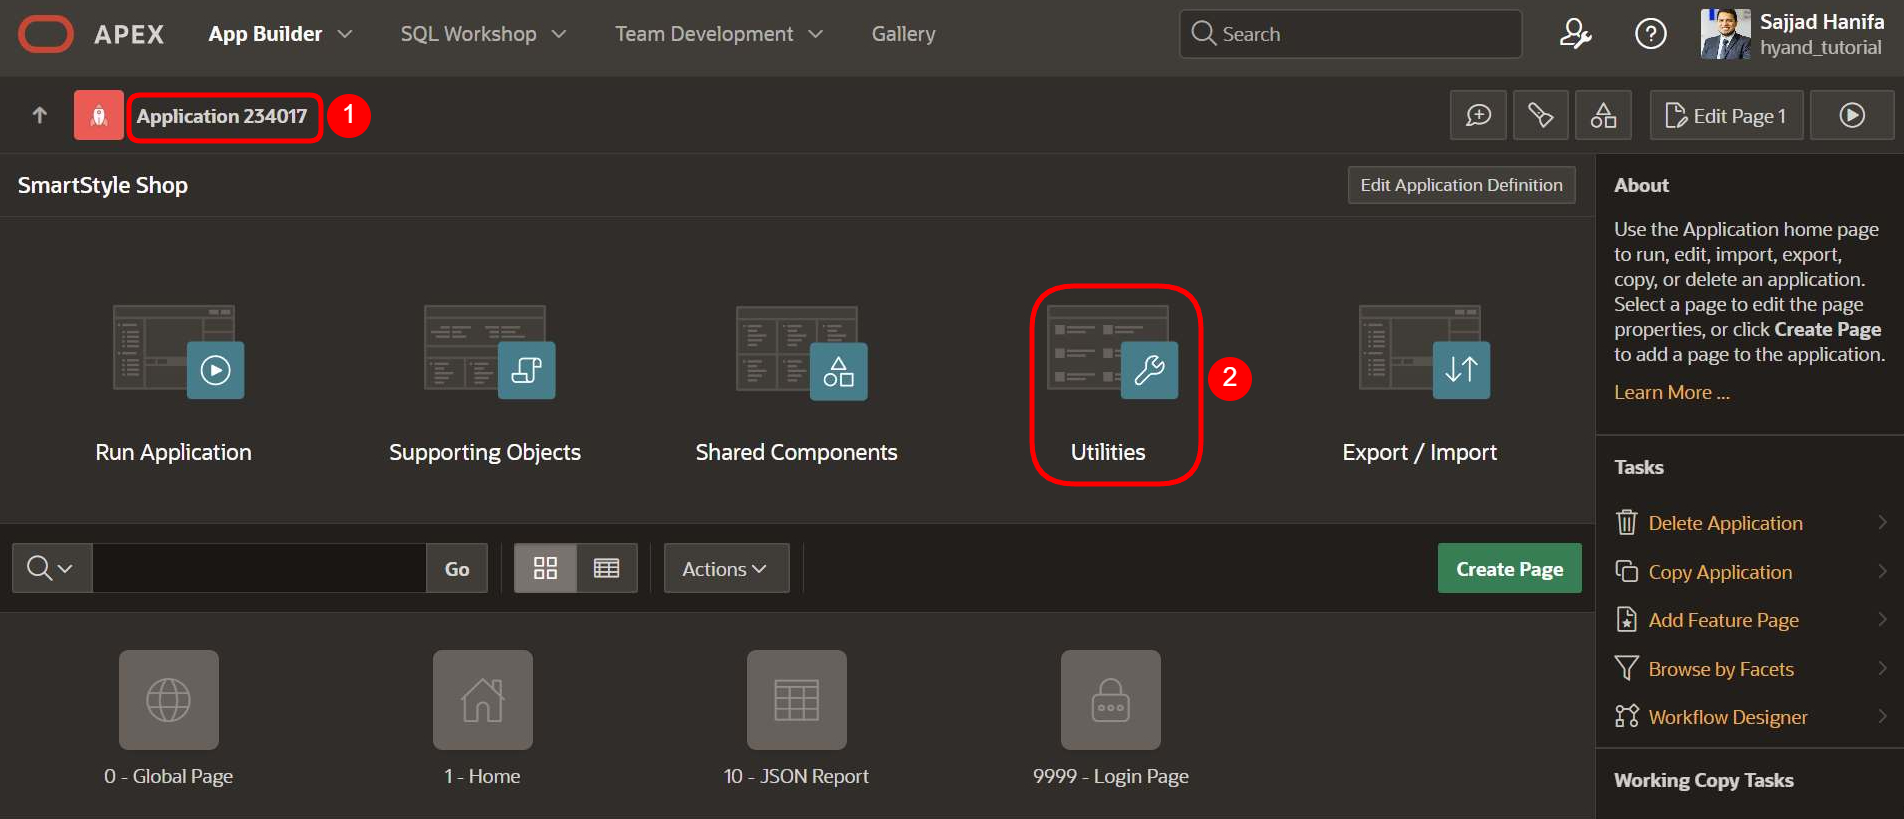 APEX
App Builder
SQL Workshop
Team Development
Gallery
Search
Sajjad Hanifa
hyand_tutorial
Application 234017
1
Edit Page 1
SmartStyle Shop
Edit Application Definition
Run Application
Supporting Objects
Shared Components
Utilities
2
Export / Import
Go
Actions
Create Page
0 - Global Page
1 - Home
10 - JSON Report
9999 - Login Page
About
Use the Application home page
to run, edit, import, export,
copy, or delete an application.
Select a page to edit the page
properties, or click Create Page
to add a page to the application.
Learn More ...
Tasks
Delete Application
Copy Application
Add Feature Page
Browse by Facets
Workflow Designer
Working Copy Tasks